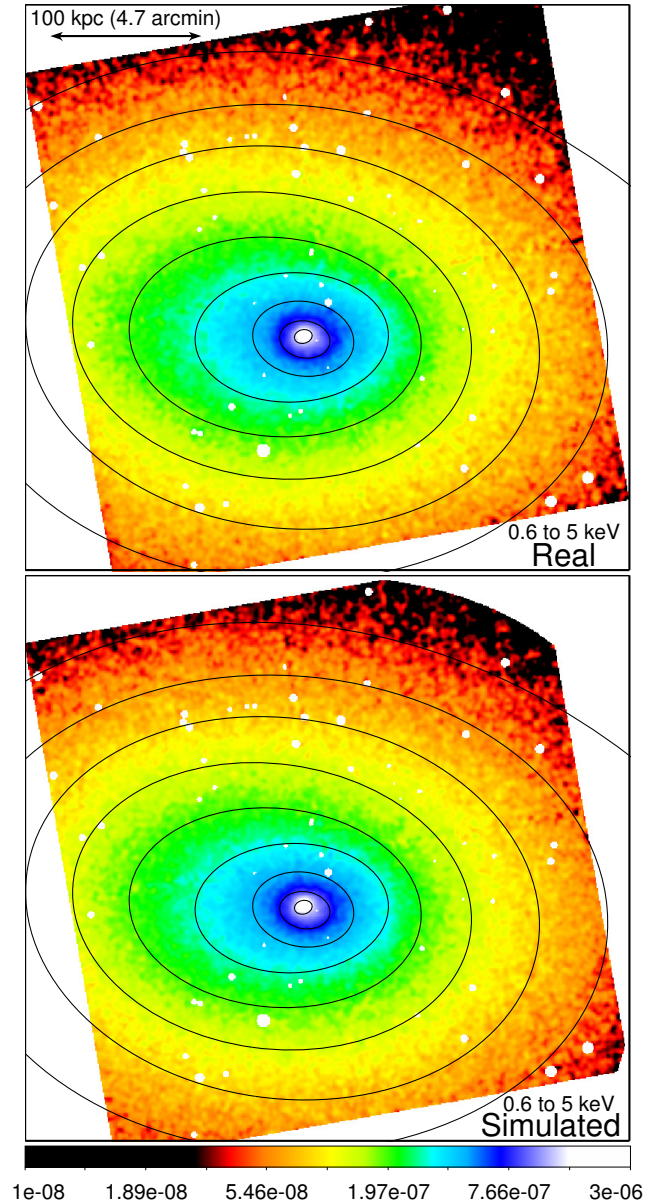 100 kpc (4.7 arcmin)
0.6 to 5 keV
Real
0.6 to 5 keV
Simulated
1e-08 1.89e-08 5.46e-08 1.97e-07 7.66e-07 3e-06